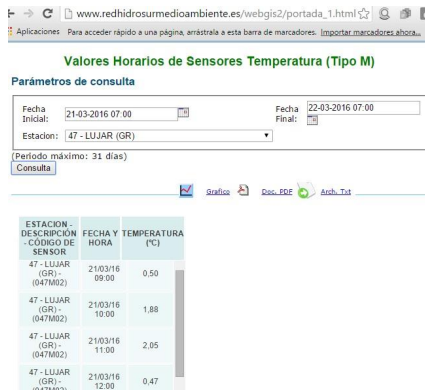 www.redhidrosurmedioambiente.es/webgis2/portada_1.html
Aplicaciones Para acceder rápido a una página, arrástrala a esta barra de marcadores. Importar marcadores ahora...
Valores Horarios de Sensores Temperatura (Tipo M)
Parámetros de consulta
Fecha Inicial: 21-03-2016 07:00 Fecha Final: 22-03-2016 07:00
Estacion: 47 - LUJAR (GR)
(Periodo máximo: 31 días)
Consulta
Grafico Doc. PDF Arch. Txt
ESTACION -
DESCRIPCIÓN FECHA Y TEMPERATURA
- CÓDIGO DE HORA (ºC)
SENSOR
47 - LUJAR
(GR) - 21/03/16 0,50
(047M02) 09:00
47 - LUJAR
(GR) - 21/03/16 1,88
(047M02) 10:00
47 - LUJAR
(GR) - 21/03/16 2,05
(047M02) 11:00
47 - LUJAR
(GR) - 21/03/16 0,47
(047M02) 12:00